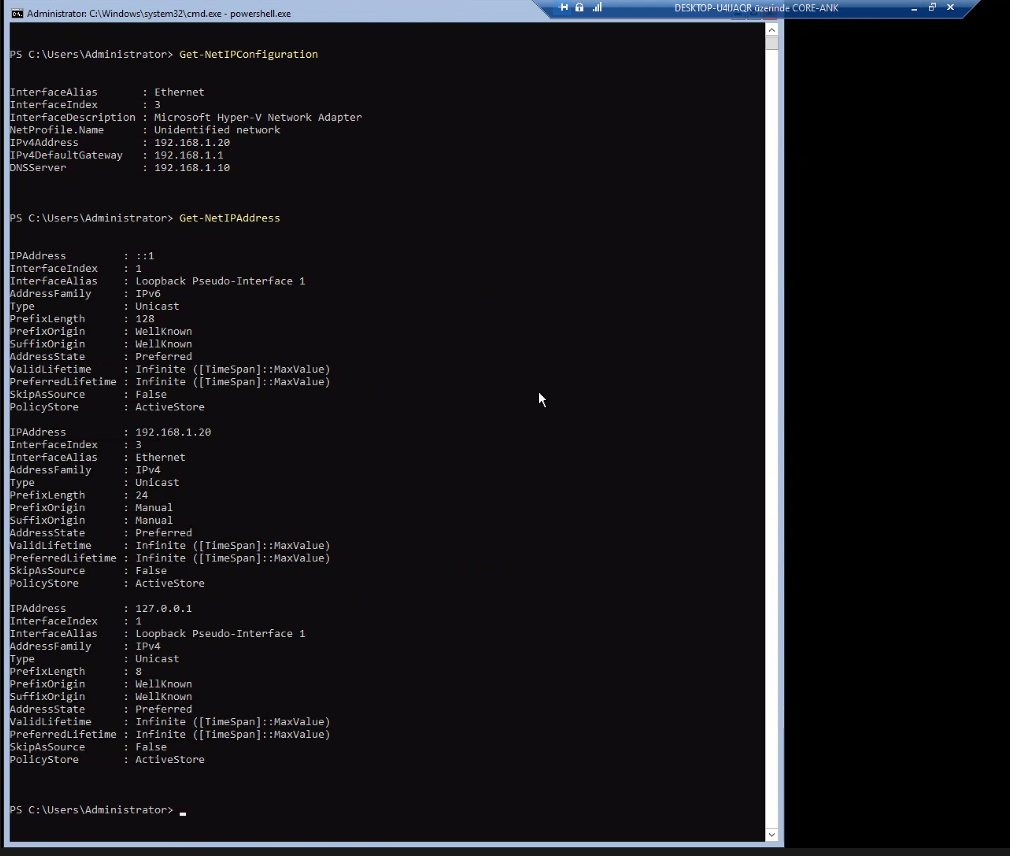 Administrator: C:\Windows\system32\cmd.exe - powershell.exe
DESKTOP-U4IJAQR üzerinde CORE-ANK
PS C:\Users\Administrator> Get-NetIPConfiguration
InterfaceAlias : Ethernet
InterfaceIndex : 3
InterfaceDescription : Microsoft Hyper-V Network Adapter
NetProfile.Name : Unidentified network
IPv4Address : 192.168.1.20
IPv4DefaultGateway : 192.168.1.1
DNSServer : 192.168.1.10
PS C:\Users\Administrator> Get-NetIPAddress
IPAddress : ::1
InterfaceIndex : 1
InterfaceAlias : Loopback Pseudo-Interface 1
AddressFamily : IPv6
Type : Unicast
PrefixLength : 128
PrefixOrigin : WellKnown
SuffixOrigin : WellKnown
AddressState : Preferred
ValidLifetime : Infinite ([TimeSpan]::MaxValue)
PreferredLifetime : Infinite ([TimeSpan]::MaxValue)
SkipAsSource : False
PolicyStore : ActiveStore
IPAddress : 192.168.1.20
InterfaceIndex : 3
InterfaceAlias : Ethernet
AddressFamily : IPv4
Type : Unicast
PrefixLength : 24
PrefixOrigin : Manual
SuffixOrigin : Manual
AddressState : Preferred
ValidLifetime : Infinite ([TimeSpan]::MaxValue)
PreferredLifetime : Infinite ([TimeSpan]::MaxValue)
SkipAsSource : False
PolicyStore : ActiveStore
IPAddress : 127.0.0.1
InterfaceIndex : 1
InterfaceAlias : Loopback Pseudo-Interface 1
AddressFamily : IPv4
Type : Unicast
PrefixLength : 8
PrefixOrigin : WellKnown
SuffixOrigin : WellKnown
AddressState : Preferred
ValidLifetime : Infinite ([TimeSpan]::MaxValue)
PreferredLifetime : Infinite ([TimeSpan]::MaxValue)
SkipAsSource : False
PolicyStore : ActiveStore
PS C:\Users\Administrator>